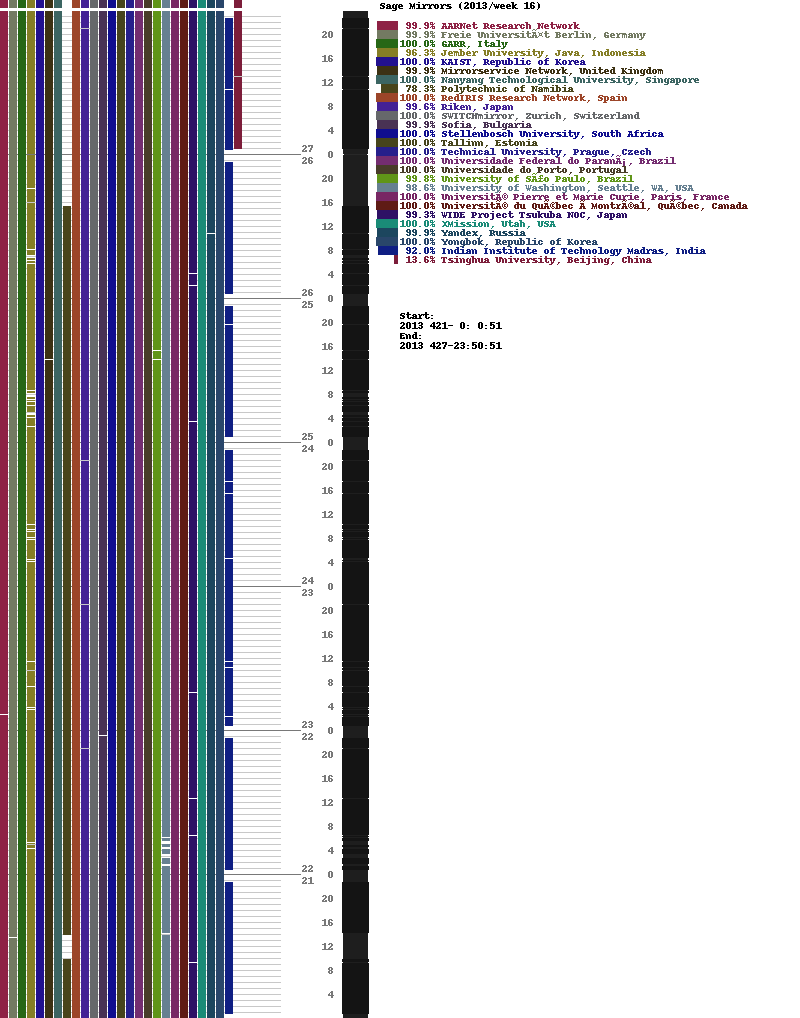 Sage Mirrors (2013/week 16)
99.9% AARNet Research Network
99.9% Freie UniversitÃ¤t Berlin, Germany
100.0% GARR, Italy
96.3% Jember University, Java, Indonesia
100.0% KAIST, Republic of Korea
99.9% Mirrorservice Network, United Kingdom
100.0% Nanyang Technological University, Singapore
78.3% Polytechnic of Namibia
100.0% RedIRIS Research Network, Spain
99.6% Riken, Japan
100.0% SWITCHmirror, Zurich, Switzerland
99.9% Sofia, Bulgaria
100.0% Stellenbosch University, South Africa
100.0% Tallinn, Estonia
100.0% Technical University, Prague, Czech
100.0% Universidade Federal do ParanÃ¡, Brazil
100.0% Universidade do Porto, Portugal
99.8% University of SÃ£o Paulo, Brazil
98.6% University of Washington, Seattle, WA, USA
100.0% UniversitÃ© Pierre et Marie Curie, Paris, France
100.0% UniversitÃ© du QuÃ©bec A MontrÃ©al, QuÃ©bec, Canada
99.3% WIDE Project Tsukuba NOC, Japan
100.0% XMission, Utah, USA
99.9% Yandex, Russia
100.0% Yongbok, Republic of Korea
92.0% Indian Institute of Technology Madras, India
13.6% Tsinghua University, Beijing, China
Start:
2013 421- 0: 0:51
End:
2013 427-23:50:51
20
16
12
8
4
27
0
26
20
16
12
8
4
26
0
25
20
16
12
8
4
25
0
24
20
16
12
8
4
24
0
23
20
16
12
8
4
23
0
22
20
16
12
8
4
22
0
21
20
16
12
8
4